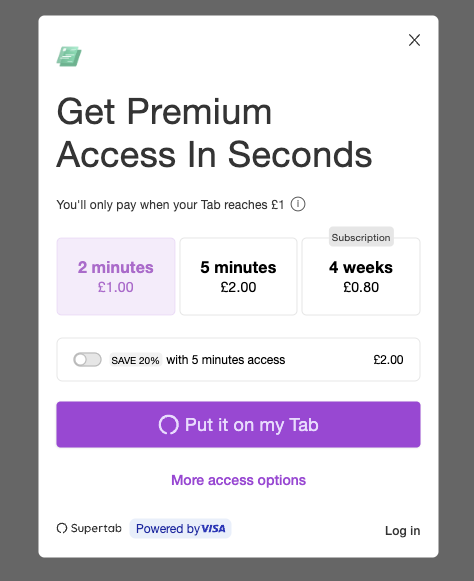 Get Premium
Access In Seconds
You'll only pay when your Tab reaches £1
Subscription
2 minutes
£1.00
5 minutes
£2.00
4 weeks
£0.80
SAVE 20% with 5 minutes access £2.00
Put it on my Tab
More access options
Supertab Powered by VISA Log in